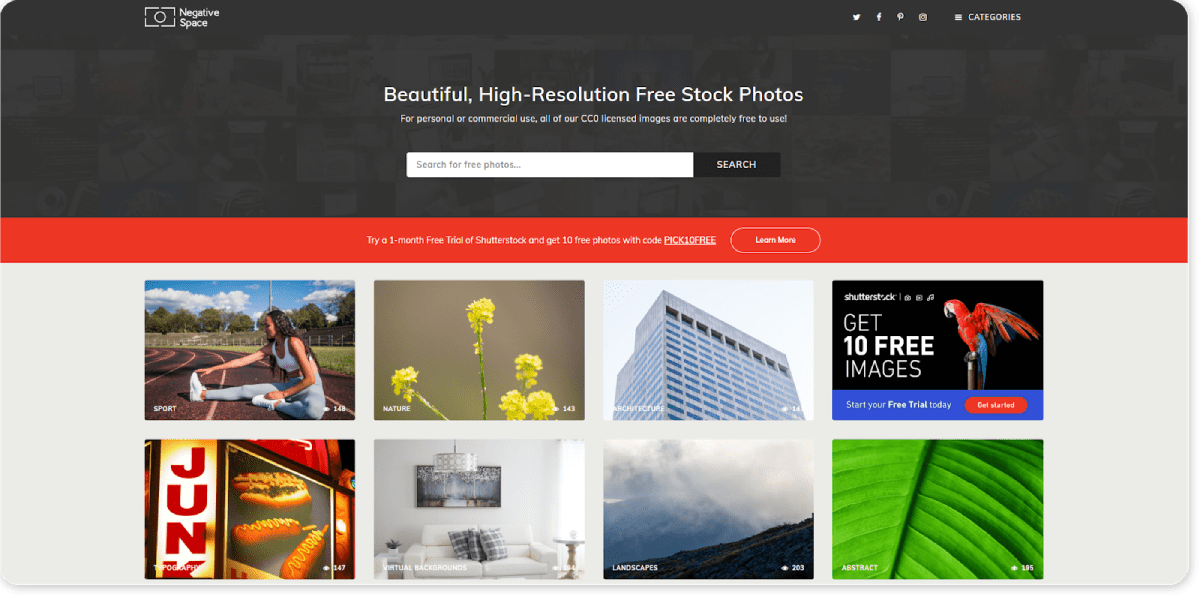 Negative
Space
CATEGORIES
Beautiful, High-Resolution Free Stock Photos
For personal or commercial use, all of our CC0 licensed images are completely free to use!
Search for free photos...
SEARCH
Try a 1-month Free Trial of Shutterstock and get 10 free photos with code PICK10FREE
Learn More
SPORT
148
NATURE
143
ARCHITECTURE
shutterstock
GET
10 FREE
IMAGES
Start your Free Trial today
Get started
JUN
TYPOGRAPHY
147
VIRTUAL BACKGROUNDS
LANDSCAPES
203
ABSTRACT
195